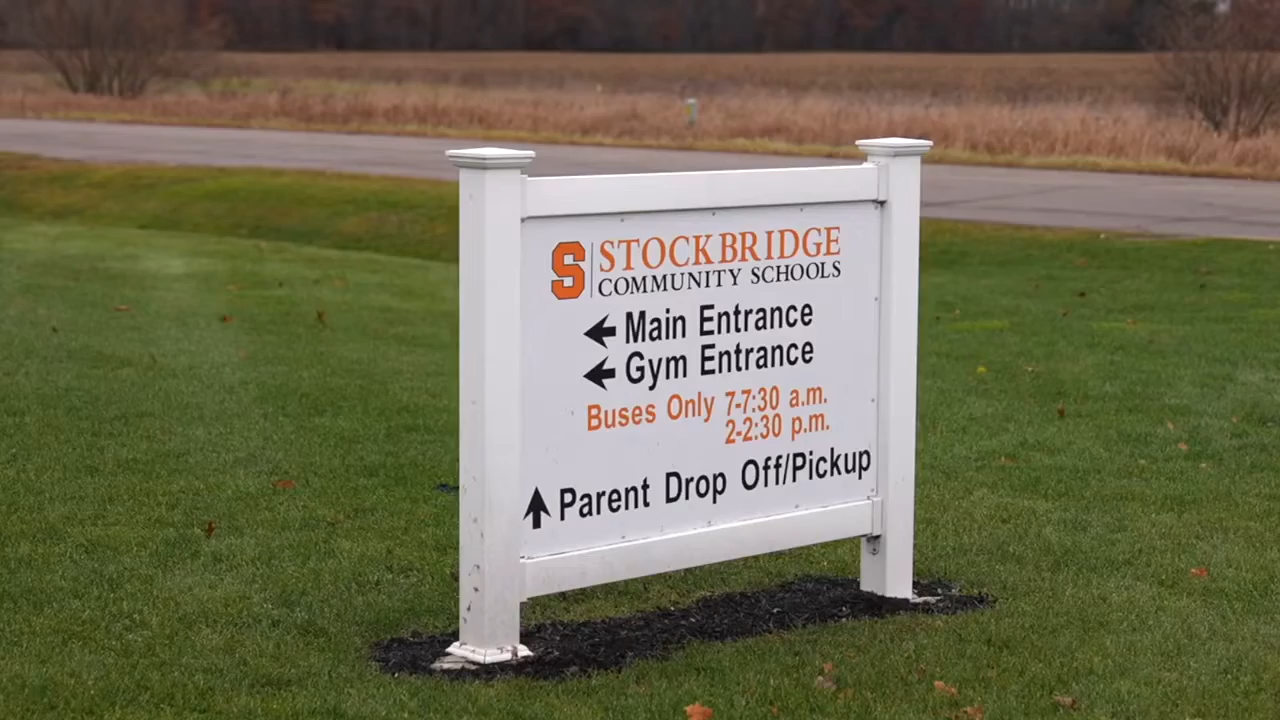 S STOCKBRIDGE
COMMUNITY SCHOOLS
Main Entrance
Gym Entrance
Buses Only 7-7:30 a.m.
2-2:30 p.m.
Parent Drop Off/Pickup